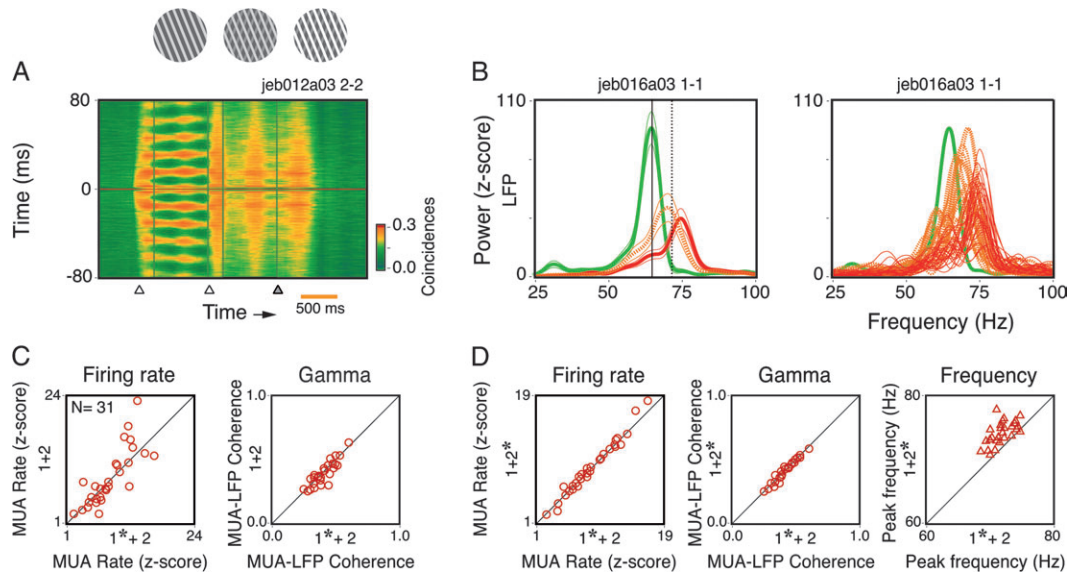 A
jeb012a03 2-2
80
0
-80
Time (ms)
Time →
500 ms
0.3
0.0
Coincidences
B
jeb016a03 1-1
jeb016a03 1-1
110
0
Power (z-score)
LFP
25 50 75 100
110
0
25 50 75 100
Frequency (Hz)
C
Firing rate
24
N= 31
1
MUA Rate (z-score)
1+2
1 1*+ 2 24
MUA Rate (z-score)
Gamma
1.0
0.0
MUA-LFP Coherence
1+2
0.0 1*+ 2 1.0
MUA-LFP Coherence
D
Firing rate
19
1
MUA Rate (z-score)
1+2*
1 1*+ 2 19
MUA Rate (z-score)
Gamma
1.0
0.0
MUA-LFP Coherence
1+2*
0.0 1*+ 2 1.0
MUA-LFP Coherence
Frequency
80
60
Peak frequency (Hz)
1+2*
60 1*+ 2 80
Peak frequency (Hz)